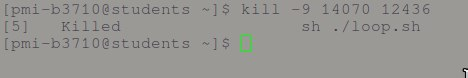 [pmi-b3710@students ~]$ kill -9 14070 12436
[5]   Killed                  sh ./loop.sh
[pmi-b3710@students ~]$